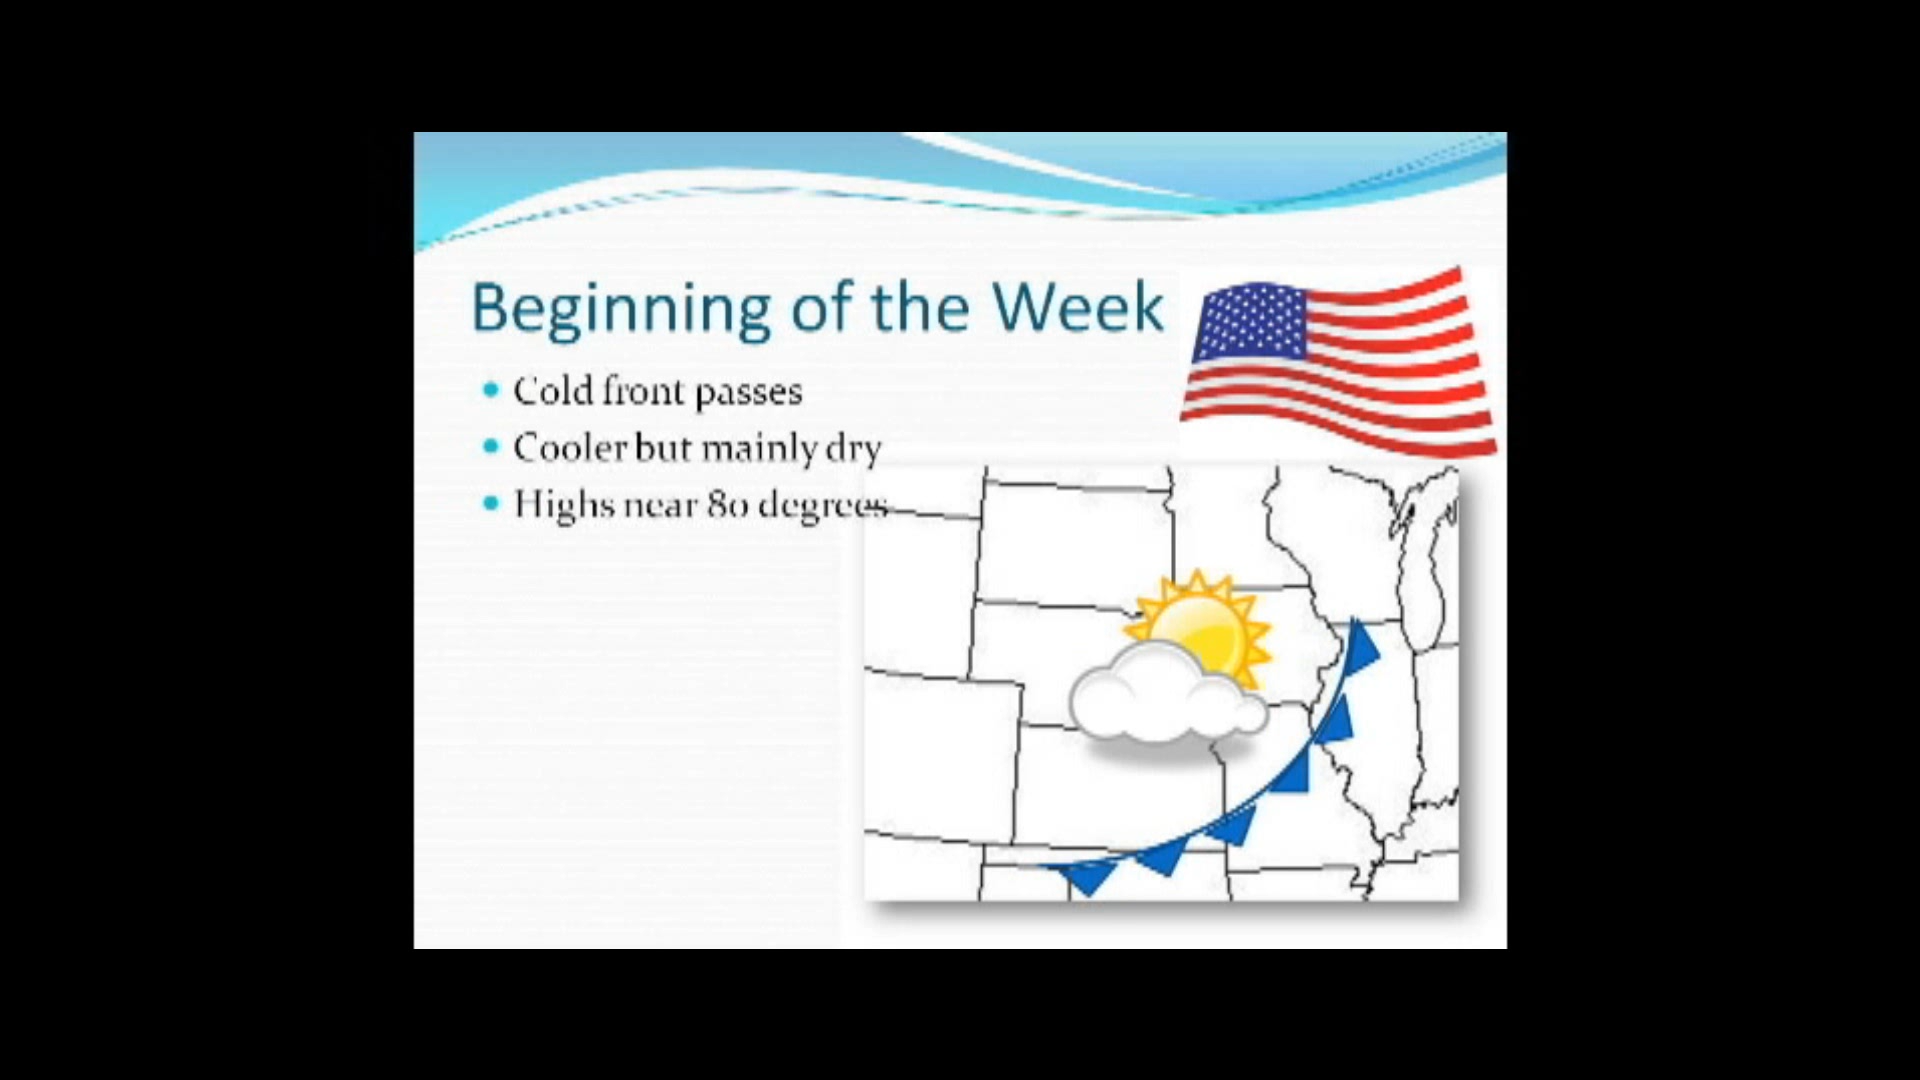 Beginning of the Week
Cold front passes
Cooler but mainly dry
Highs near 80 degrees